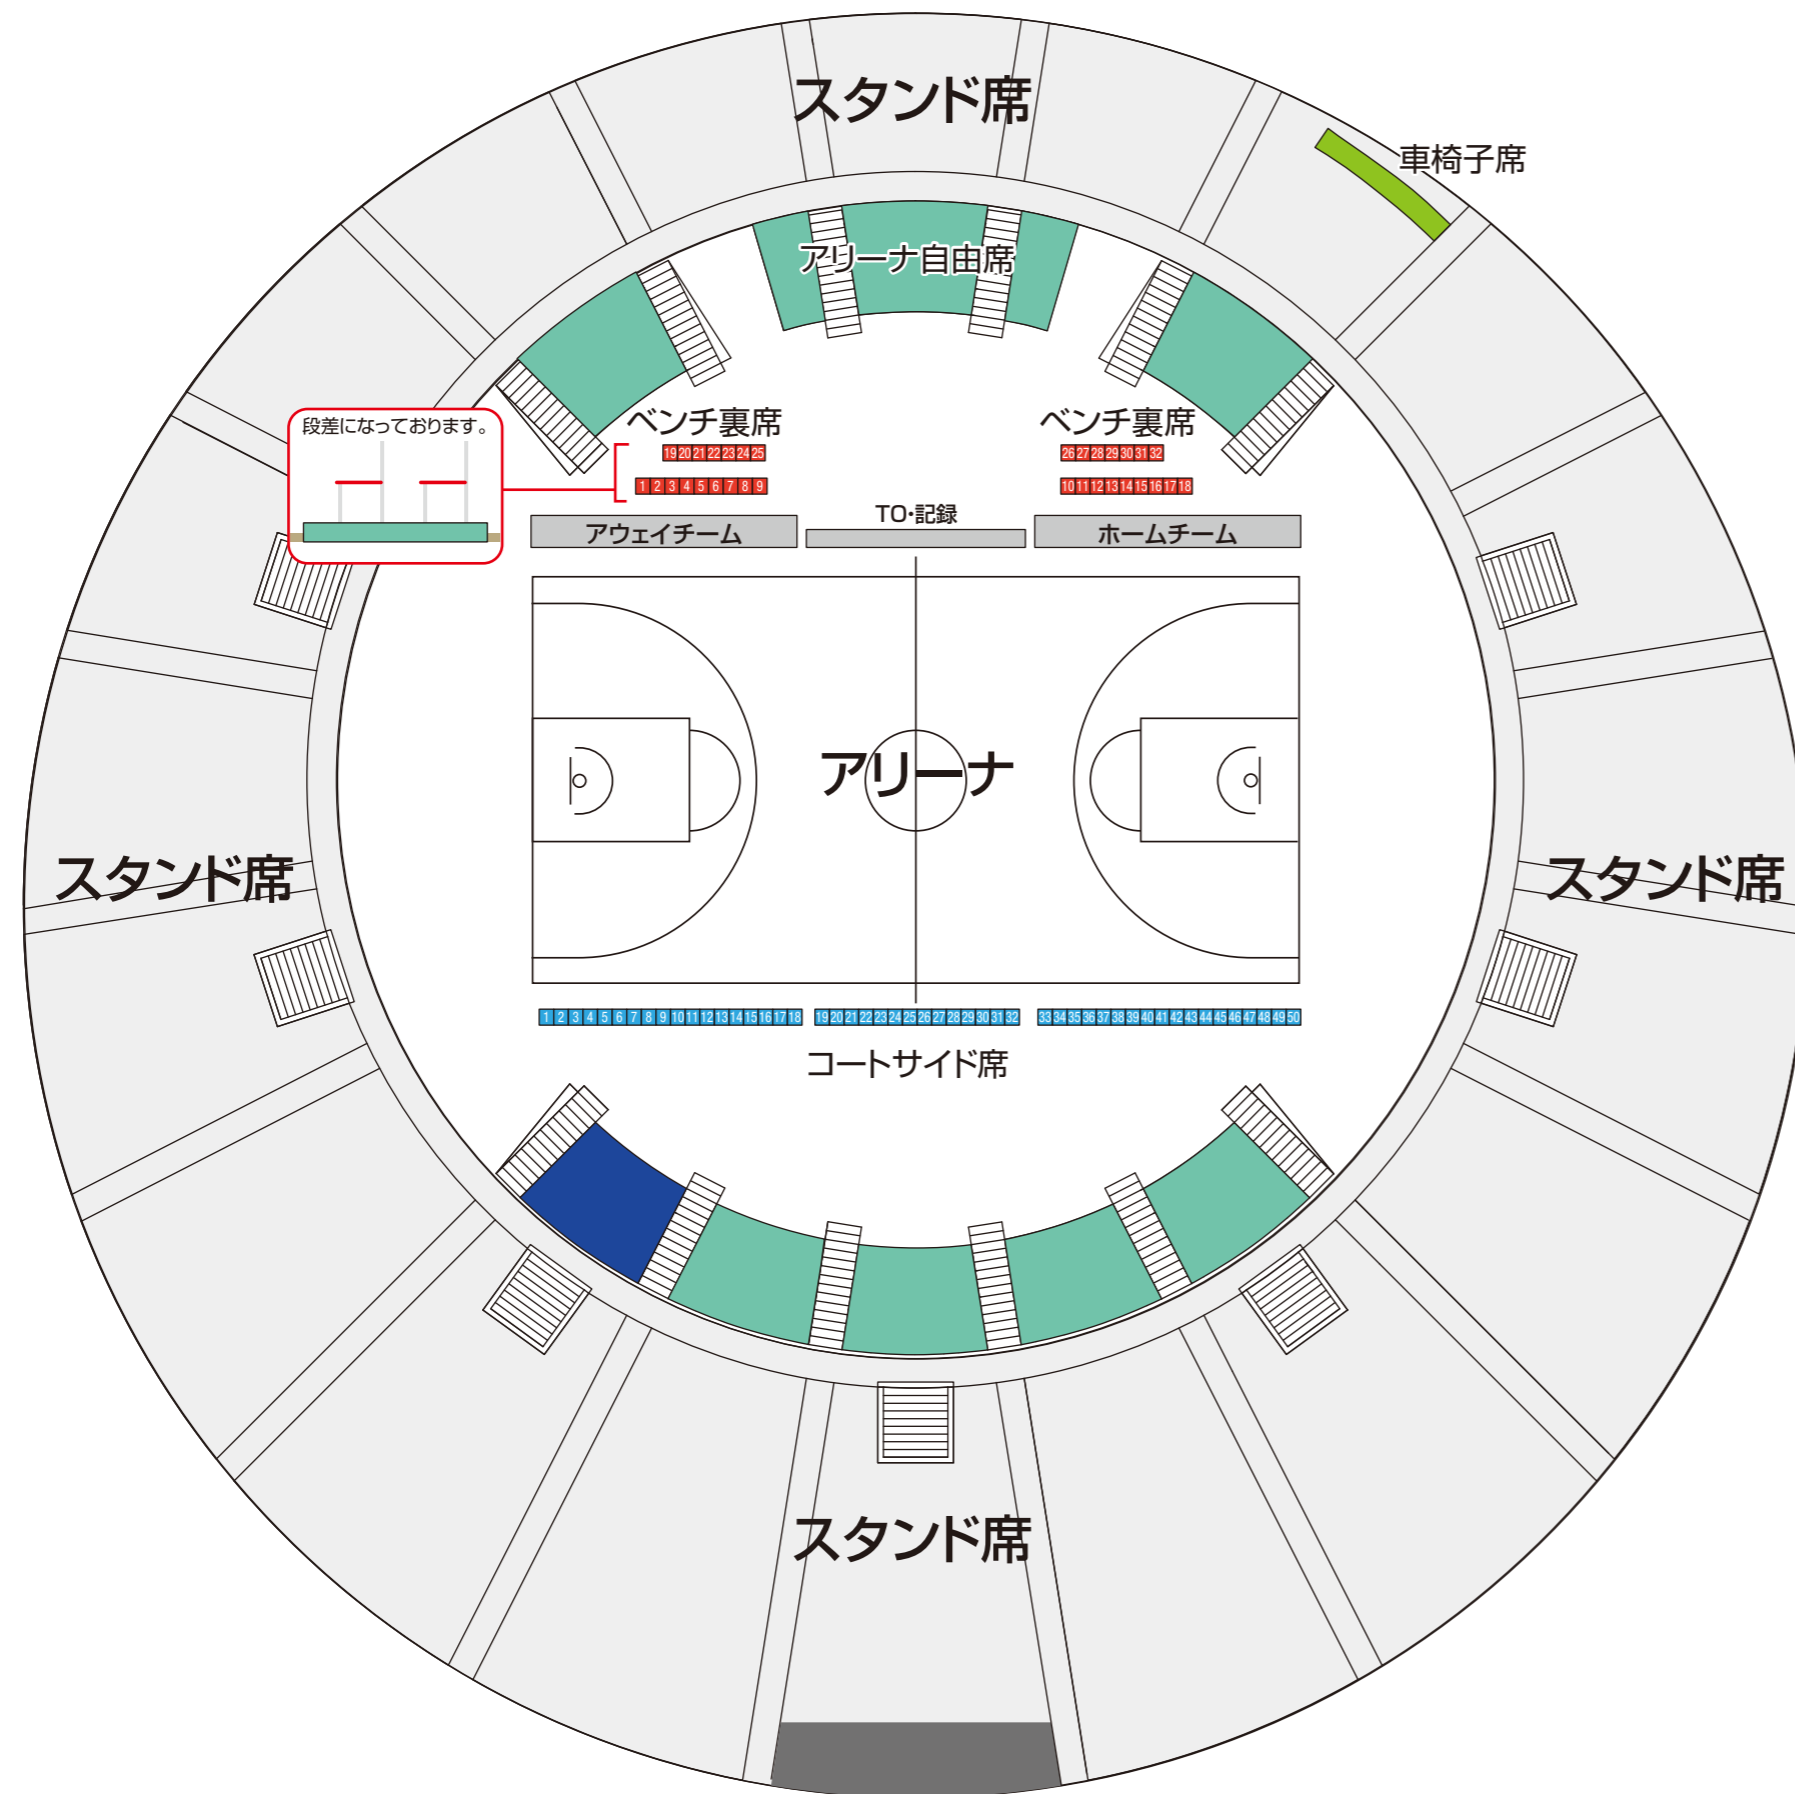 スタンド席
車椅子席
アリーナ自由席
段差になっております。
ベンチ裏席
ベンチ裏席
19 20 21 22 23 24 25
26 27 28 29 30 31 32
1 2 3 4 5 6 7 8 9
10 11 12 13 14 15 16 17 18
アウェイチーム
TO・記録
ホームチーム
アリーナ
スタンド席
スタンド席
1 2 3 4 5 6 7 8 9 10 11 12 13 14 15 16 17 18
19 20 21 22 23 24 25 26 27 28 29 30 31 32
33 34 35 36 37 38 39 40 41 42 43 44 45 46 47 48 49 50
コートサイド席
スタンド席